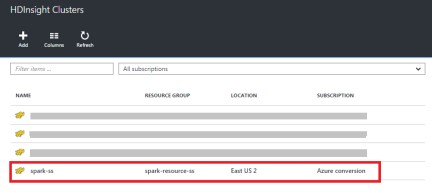 HDInsight Clusters
Add Columns Refresh
Filter items ... All subscriptions
NAME RESOURCE GROUP LOCATION SUBSCRIPTION
spark-ss spark-resource-ss East US 2 Azure conversion